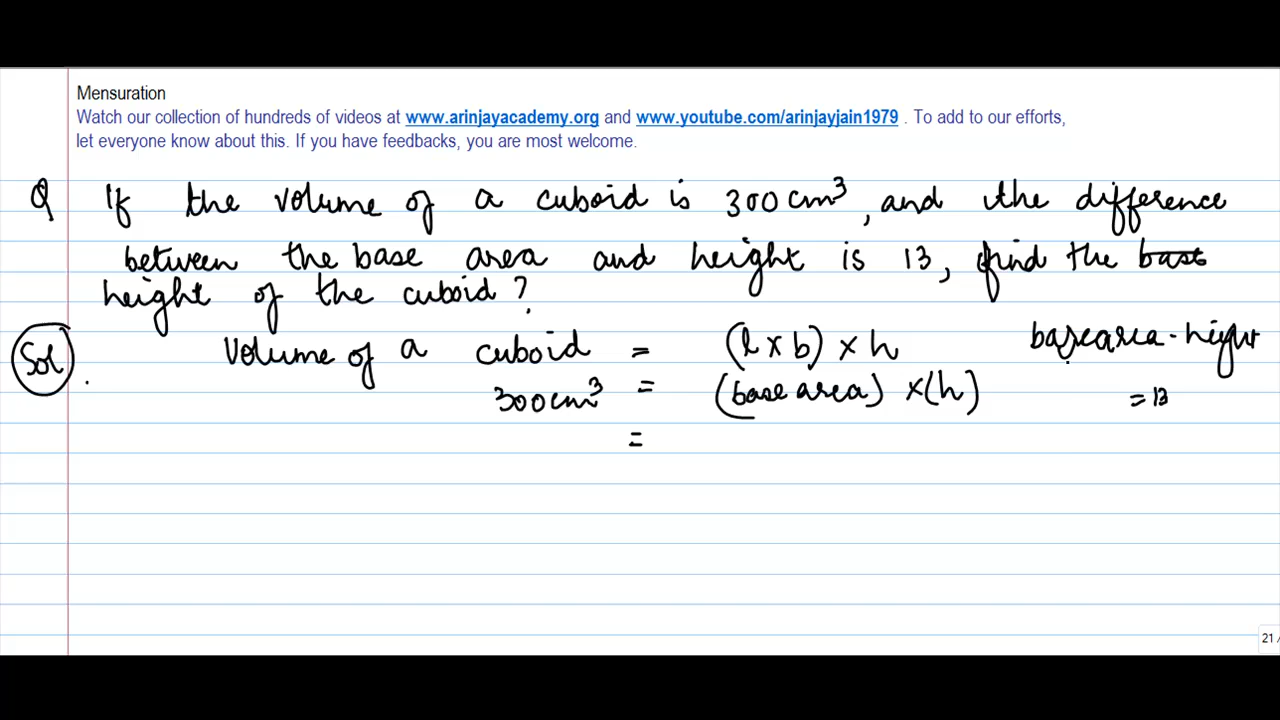 Mensuration
Watch our collection of hundreds of videos at www.arinjayacademy.org and www.youtube.com/arinjayjain1979 . To add to our efforts,
let everyone know about this. If you have feedbacks, you are most welcome.
Q If the volume of a cuboid is 300 cm³, and the difference
between the base area and height is 13, find the base
height of the cuboid?
Sol. Volume of a cuboid = (l × b) × h
300 cm³ = (base area) × (h)
=
base area - height
= 13
21